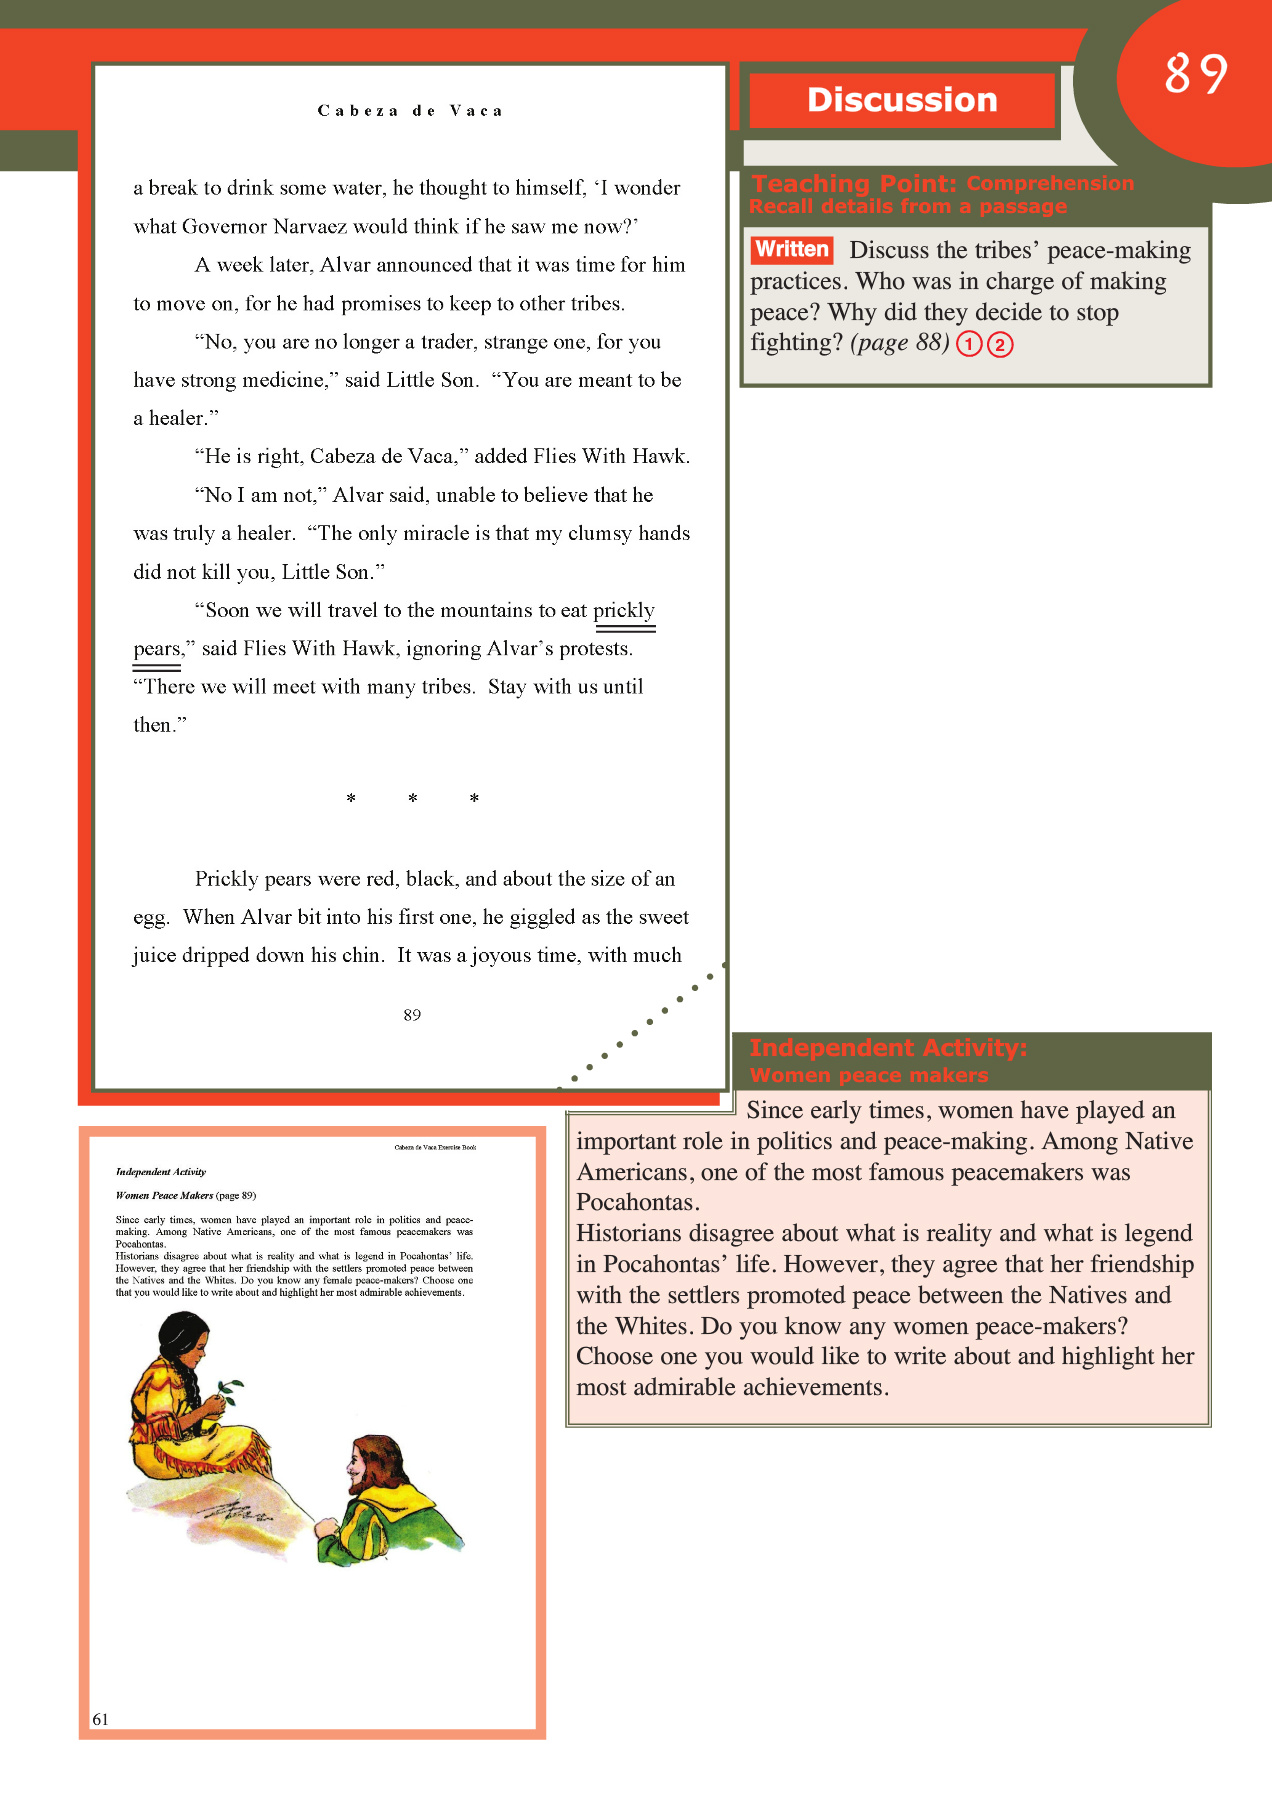 89
Cabeza de Vaca
a break to drink some water, he thought to himself, ‘I wonder
what Governor Narvaez would think if he saw me now?’
A week later, Alvar announced that it was time for him
to move on, for he had promises to keep to other tribes.
“No, you are no longer a trader, strange one, for you
have strong medicine,” said Little Son.  “You are meant to be
a healer.”
“He is right, Cabeza de Vaca,” added Flies With Hawk.
“No I am not,” Alvar said, unable to believe that he
was truly a healer.  “The only miracle is that my clumsy hands
did not kill you, Little Son.”
“Soon we will travel to the mountains to eat prickly
pears,” said Flies With Hawk, ignoring Alvar’s protests.
“There we will meet with many tribes.  Stay with us until
then.”
* * *
Prickly pears were red, black, and about the size of an
egg.  When Alvar bit into his first one, he giggled as the sweet
juice dripped down his chin.  It was a joyous time, with much
89
Discussion
Teaching Point: Comprehension
Recall details from a passage
Written Discuss the tribes’ peace-making
practices. Who was in charge of making
peace? Why did they decide to stop
fighting? (page 88) 1 2
Independent Activity:
Women peace makers
Since early times, women have played an
important role in politics and peace-making. Among Native
Americans, one of the most famous peacemakers was
Pocahontas.
Historians disagree about what is reality and what is legend
in Pocahontas’ life. However, they agree that her friendship
with the settlers promoted peace between the Natives and
the Whites. Do you know any women peace-makers?
Choose one you would like to write about and highlight her
most admirable achievements.
Cabeza de Vaca Exercise Book
Independent Activity
Women Peace Makers (page 89)
Since early times, women have played an important role in politics and peace-
making. Among Native Americans, one of the most famous peacemakers was
Pocahontas.
Historians disagree about what is reality and what is legend in Pocahontas’ life.
However, they agree that her friendship with the settlers promoted peace between
the Natives and the Whites. Do you know any female peace-makers? Choose one
that you would like to write about and highlight her most admirable achievements.
61